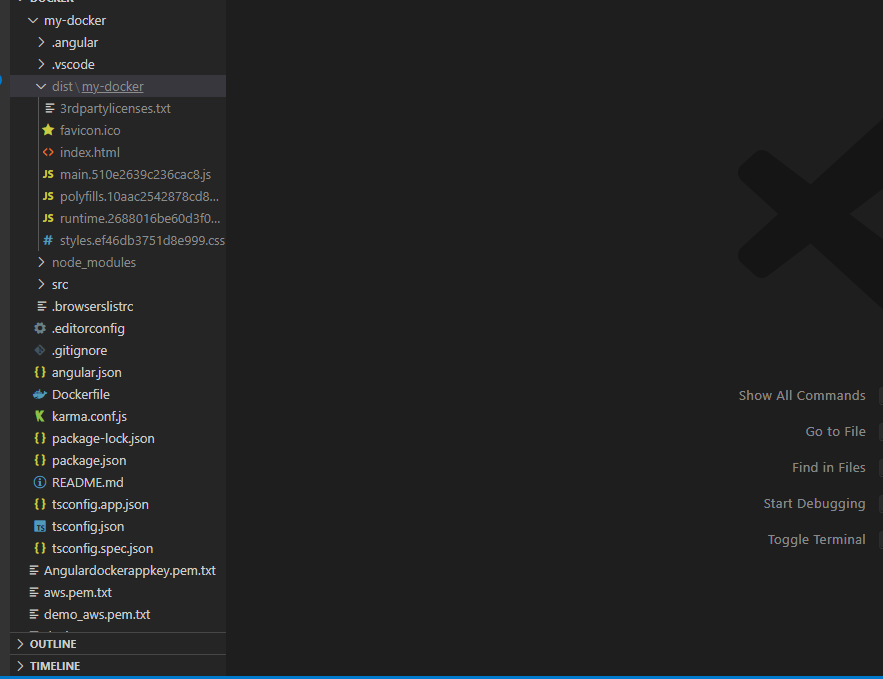 DOCKER
my-docker
.angular
.vscode
dist\my-docker
3rdpartylicenses.txt
favicon.ico
index.html
JS main.510e2639c236cac8.js
JS polyfills.10aac2542878cd8...
JS runtime.2688016be60d3f0...
# styles.ef46db3751d8e999.css
node_modules
src
.browserslistrc
.editorconfig
.gitignore
{} angular.json
Dockerfile
K karma.conf.js
{} package-lock.json
{} package.json
README.md
{} tsconfig.app.json
TS tsconfig.json
{} tsconfig.spec.json
Angulardockerappkey.pem.txt
aws.pem.txt
demo_aws.pem.txt
OUTLINE
TIMELINE
Show All Commands
Go to File
Find in Files
Start Debugging
Toggle Terminal